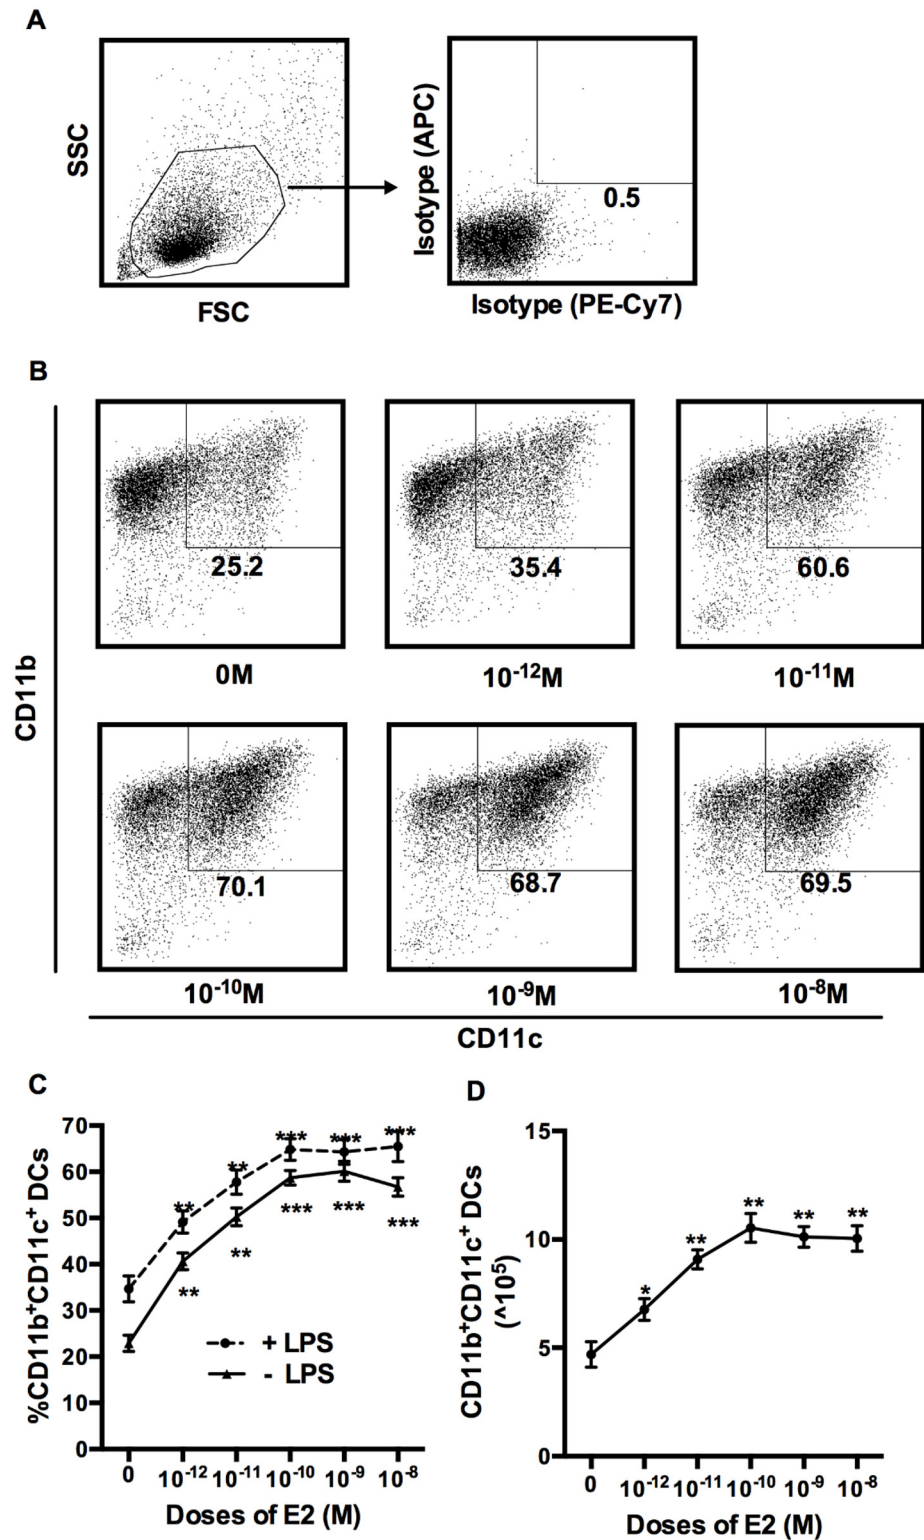 A
SSC
FSC
Isotype (APC)
0.5
Isotype (PE-Cy7)
B
CD11b
25.2
35.4
60.6
0M
10⁻¹²M
10⁻¹¹M
70.1
68.7
69.5
10⁻¹⁰M
10⁻⁹M
10⁻⁸M
CD11c
C
%CD11b⁺CD11c⁺ DCs
70
60
50
40
30
20
10
0
** ** *** *** ***
** ** *** *** ***
+ LPS
- LPS
0 10⁻¹² 10⁻¹¹ 10⁻¹⁰ 10⁻⁹ 10⁻⁸
Doses of E2 (M)
D
CD11b⁺CD11c⁺ DCs
(^10⁵)
15
10
5
0
* ** ** ** **
0 10⁻¹² 10⁻¹¹ 10⁻¹⁰ 10⁻⁹ 10⁻⁸
Doses of E2 (M)